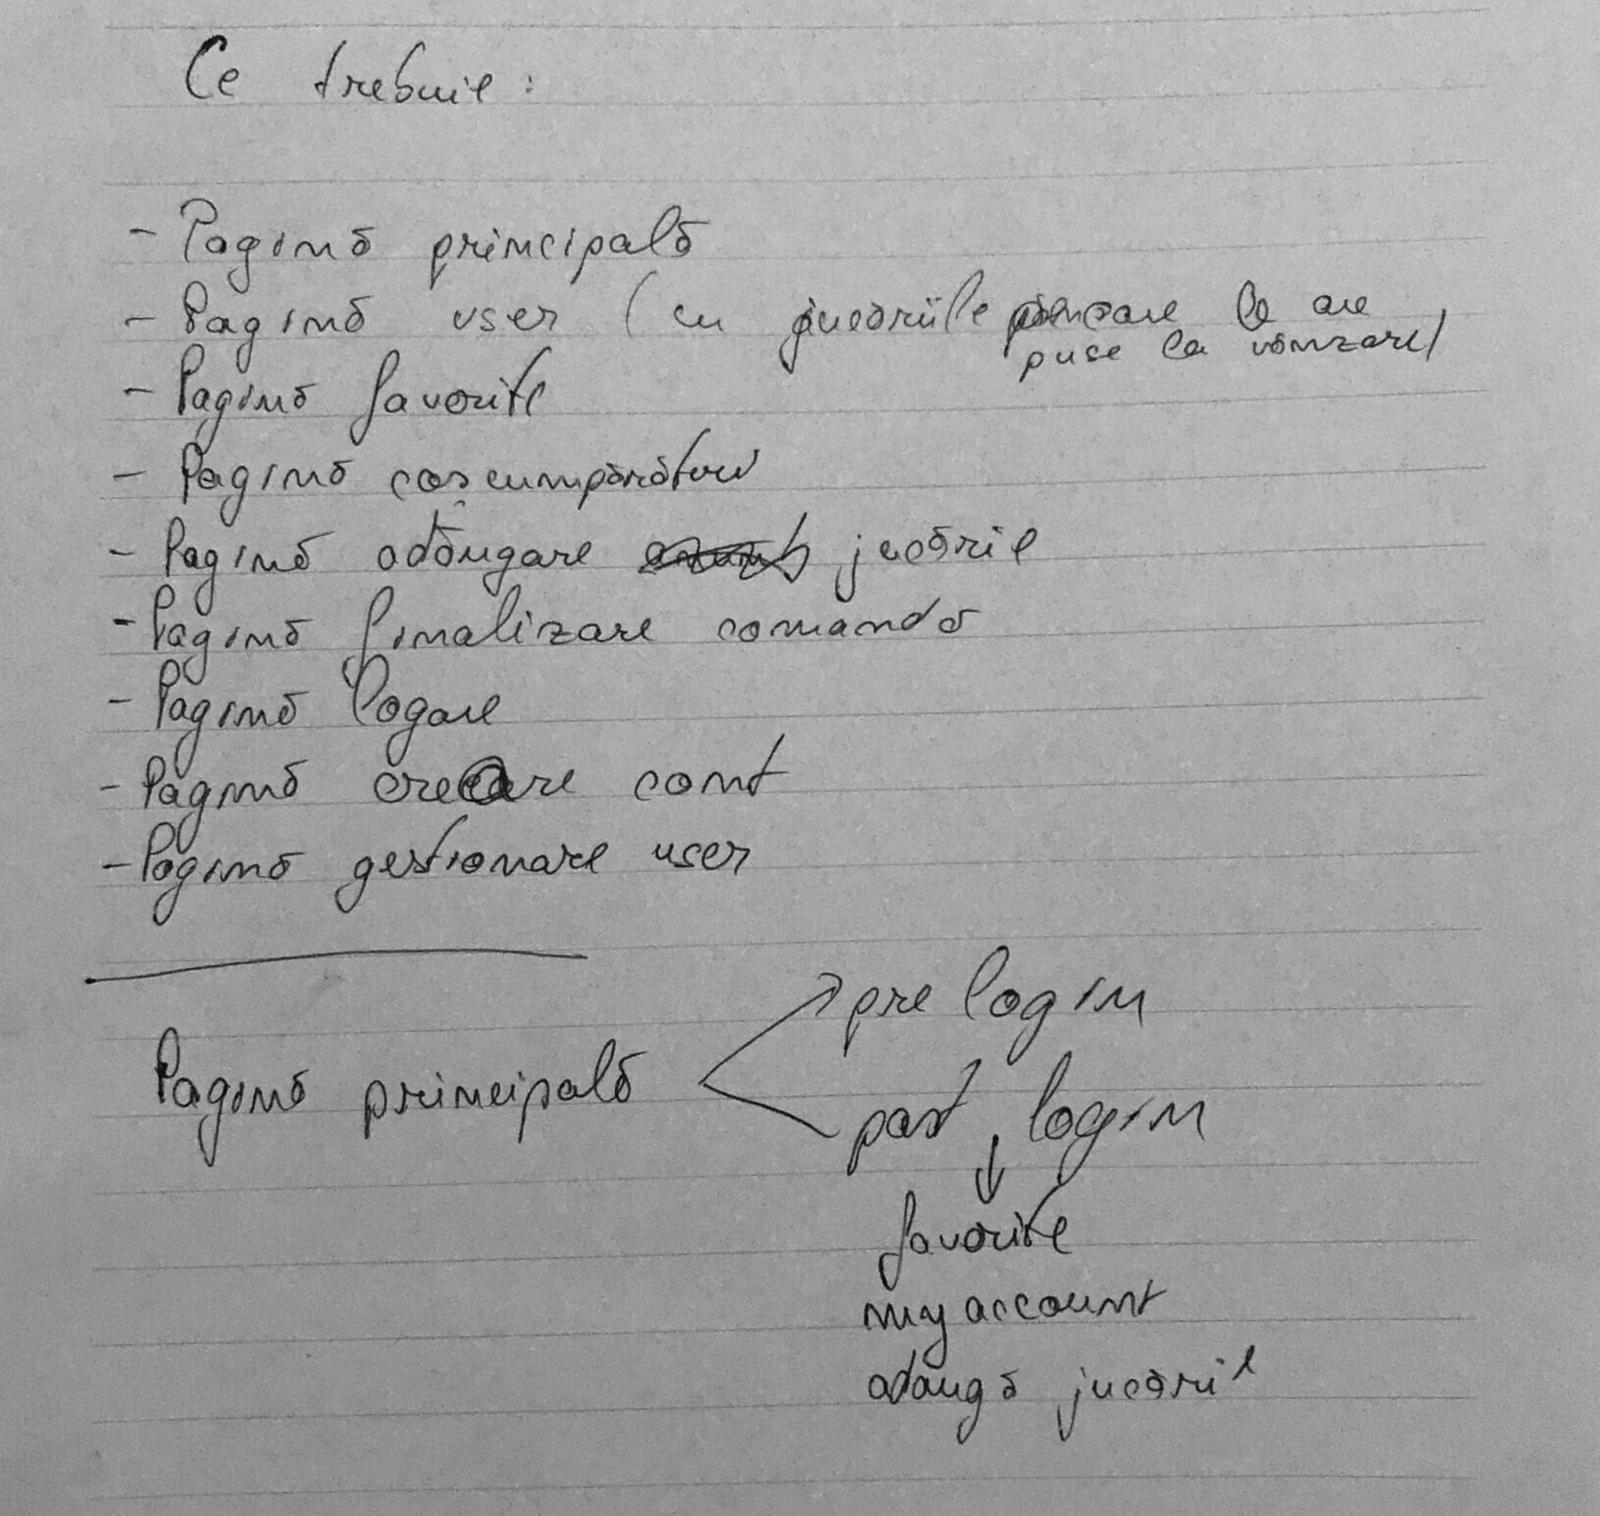 Ce trebuie:
- Pagină principală
- Pagină user (cu jucăriile pe care le are
puse la vânzare)
- Pagină favorite
- Pagină coș cumpărături
- Pagină adăugare jucărie
- Pagină finalizare comandă
- Pagină logare
- Pagină creare cont
- Pagină gestionare user
Pagină principală
pre login
post login
favorite
my account
adaugă jucărie